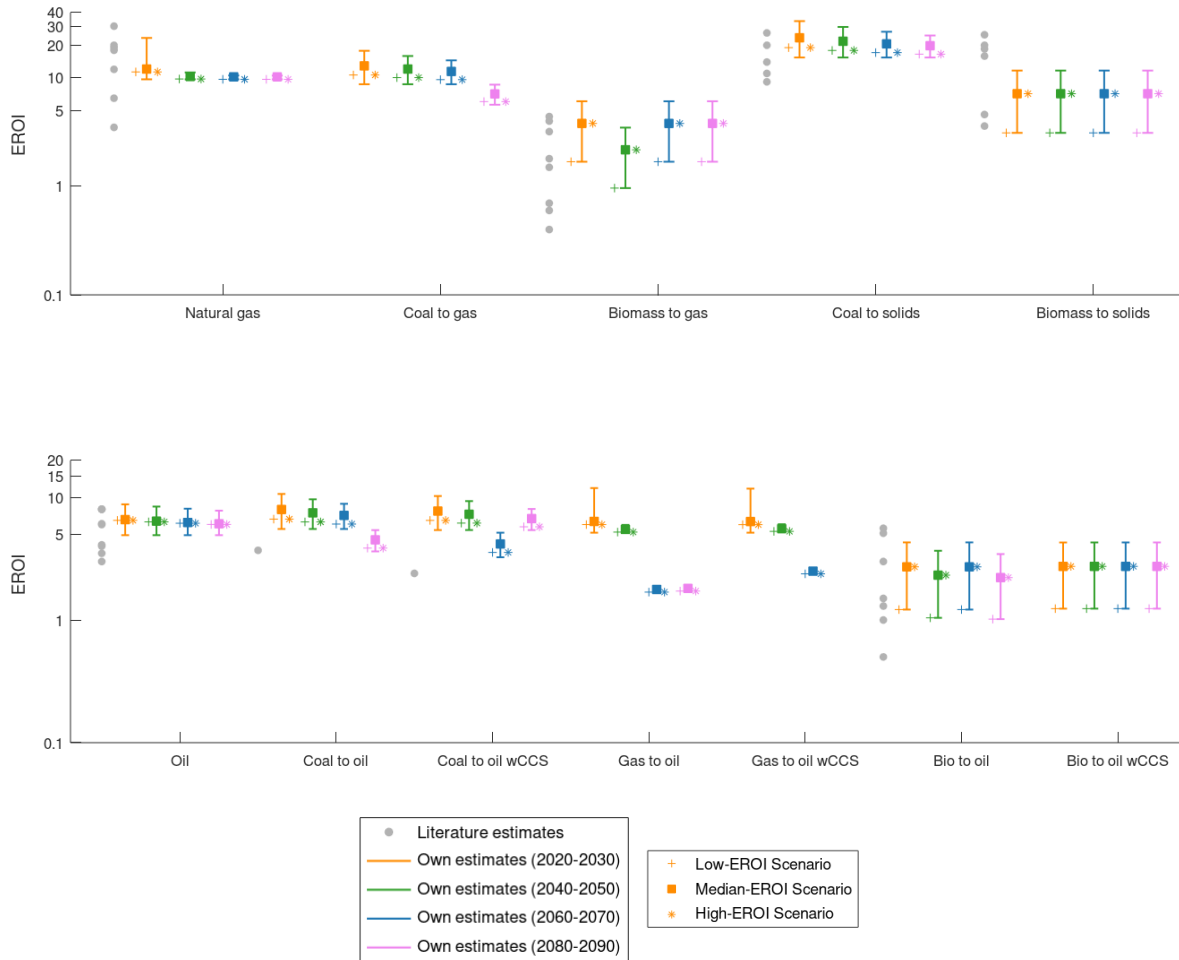 40
30
20
10
5
1
0.1
EROI
Natural gas
Coal to gas
Biomass to gas
Coal to solids
Biomass to solids
20
15
10
5
1
0.1
EROI
Oil
Coal to oil
Coal to oil wCCS
Gas to oil
Gas to oil wCCS
Bio to oil
Bio to oil wCCS
Literature estimates
Own estimates (2020-2030)
Own estimates (2040-2050)
Own estimates (2060-2070)
Own estimates (2080-2090)
Low-EROI Scenario
Median-EROI Scenario
High-EROI Scenario